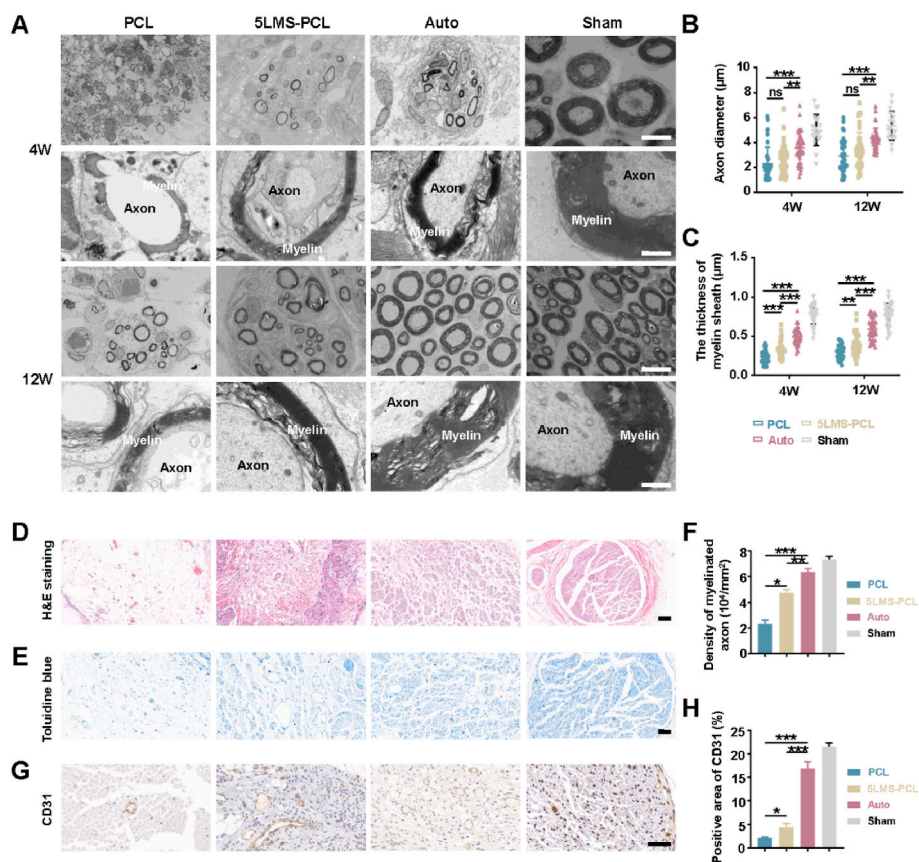 A
PCL
5LMS-PCL
Auto
Sham
4W
Myelin
Axon
Axon
Myelin
Axon
Myelin
Axon
Myelin
12W
Myelin
Axon
Myelin
Axon
Axon
Myelin
Axon
Myelin
B
Axon diameter (μm)
10
8
6
4
2
0
***
ns
**
***
ns
**
4W
12W
C
The thickness of
myelin sheath (μm)
1.5
1.0
0.5
0.0
***
***
***
***
**
***
4W
12W
PCL
5LMS-PCL
Auto
Sham
D
H&E staining
E
Toluidine blue
F
Density of myelinated
axon (10⁴/mm²)
8
6
4
2
0
***
**
*
PCL
5LMS-PCL
Auto
Sham
G
CD31
H
Positive area of CD31 (%)
25
20
15
10
5
0
***
***
*
PCL
5LMS-PCL
Auto
Sham